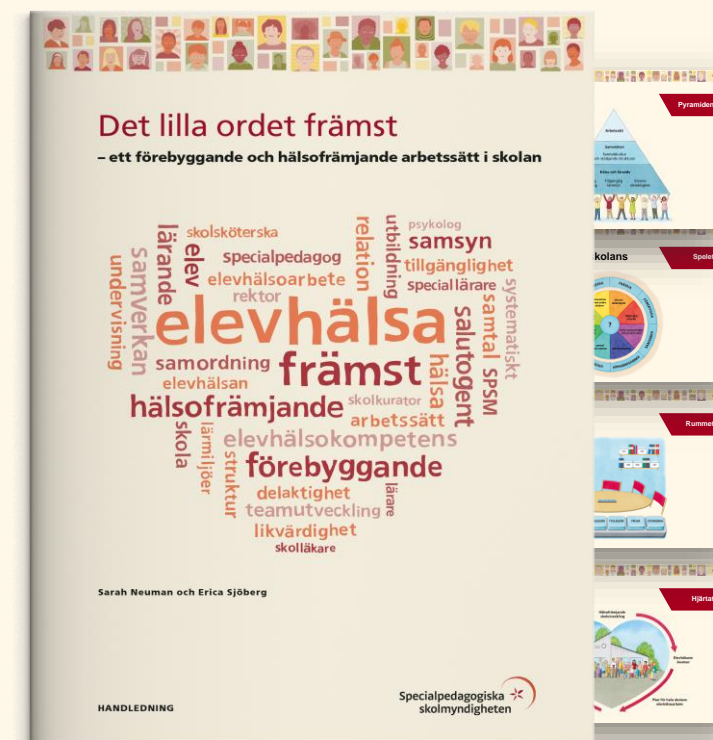 Det lilla ordet främst
– ett förebyggande och hälsofrämjande arbetssätt i skolan
skolsköterska
psykolog
lärande
elev
relation
utbildning
samsyn
specialpedagog
tillgänglighet
undervisning
samverkan
elevhälsoarbete
speciallärare
rektor
systematiskt
elevhälsa
samtal
salutogent
samordning
främst
hälsa
SPSM
elevhälsan
hälsofrämjande
skolkurator
arbetssätt
skola
lärmiljöer
struktur
elevhälsokompetens
förebyggande
delaktighet
lärare
teamutveckling
likvärdighet
skolläkare
Sarah Neuman och Erica Sjöberg
HANDLEDNING
Specialpedagogiska
skolmyndigheten
Pyramiden
Arbetssätt
Samsyn
kolans
Spelet
?
Rummet
Hjärtat